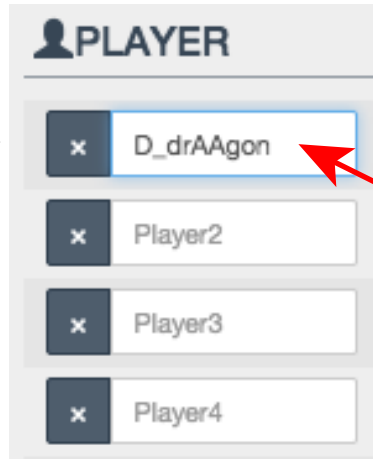 PLAYER
× D_drAAgon
× Player2
× Player3
× Player4